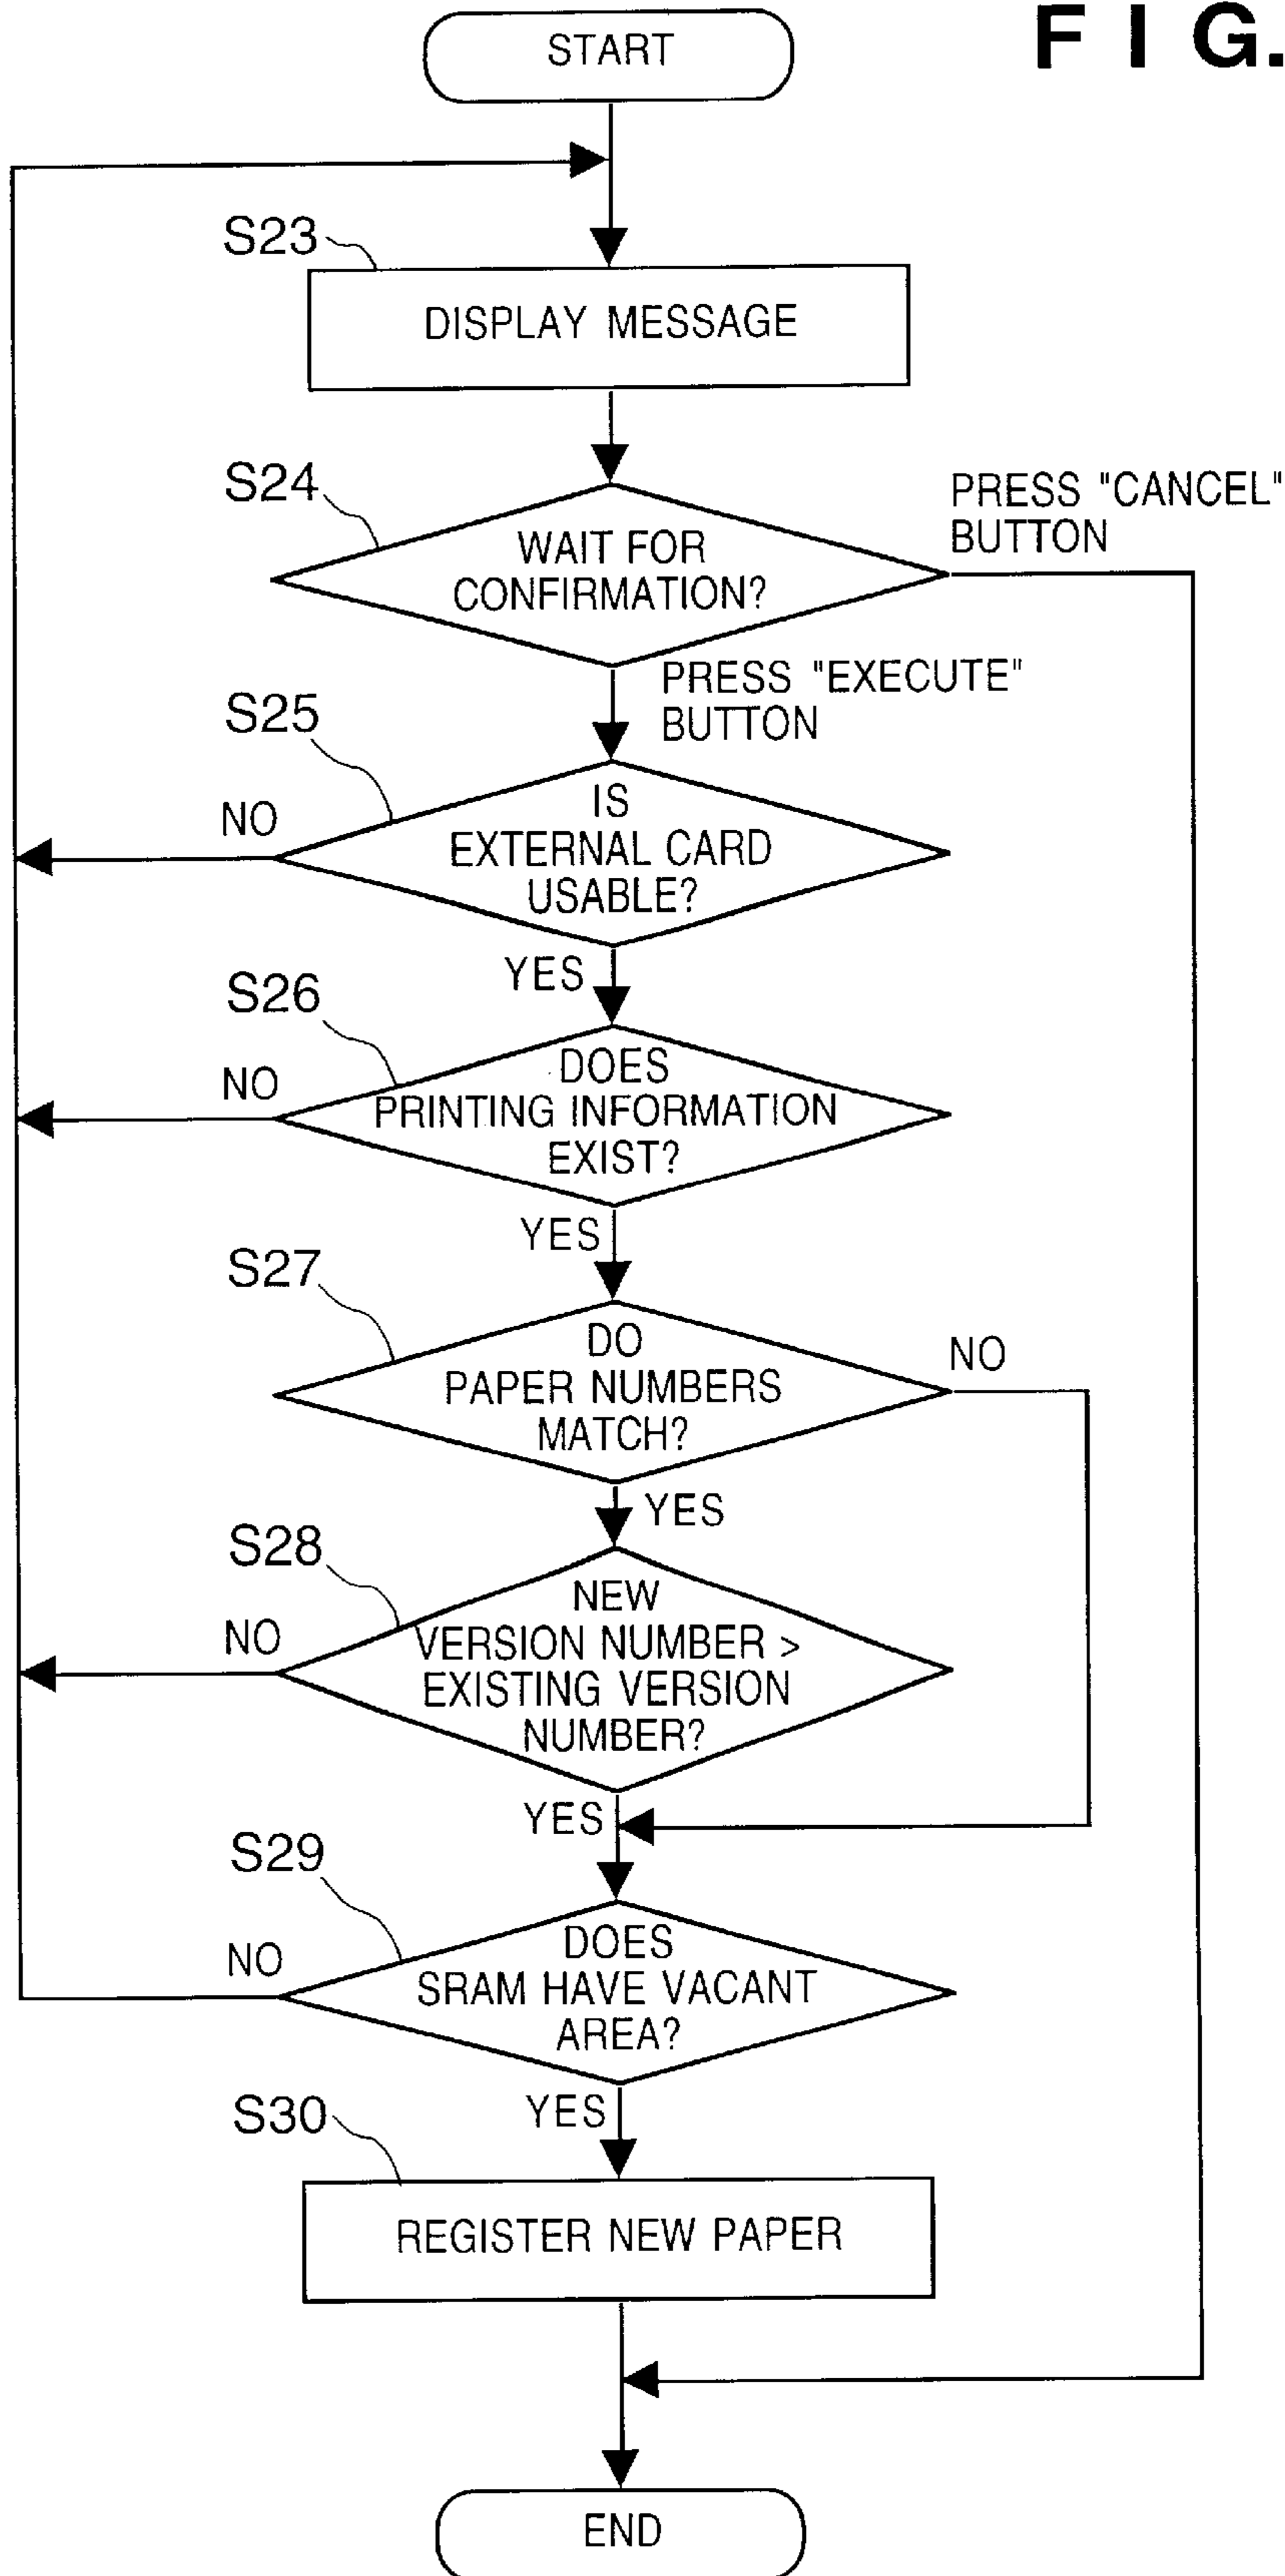 FIG.
START
S23
DISPLAY MESSAGE
S24
WAIT FOR
CONFIRMATION?
PRESS "CANCEL"
BUTTON
PRESS "EXECUTE"
BUTTON
S25
IS
EXTERNAL CARD
USABLE?
NO
YES
S26
DOES
PRINTING INFORMATION
EXIST?
NO
YES
S27
DO
PAPER NUMBERS
MATCH?
NO
YES
S28
NEW
VERSION NUMBER >
EXISTING VERSION
NUMBER?
NO
YES
S29
DOES
SRAM HAVE VACANT
AREA?
NO
YES
S30
REGISTER NEW PAPER
END